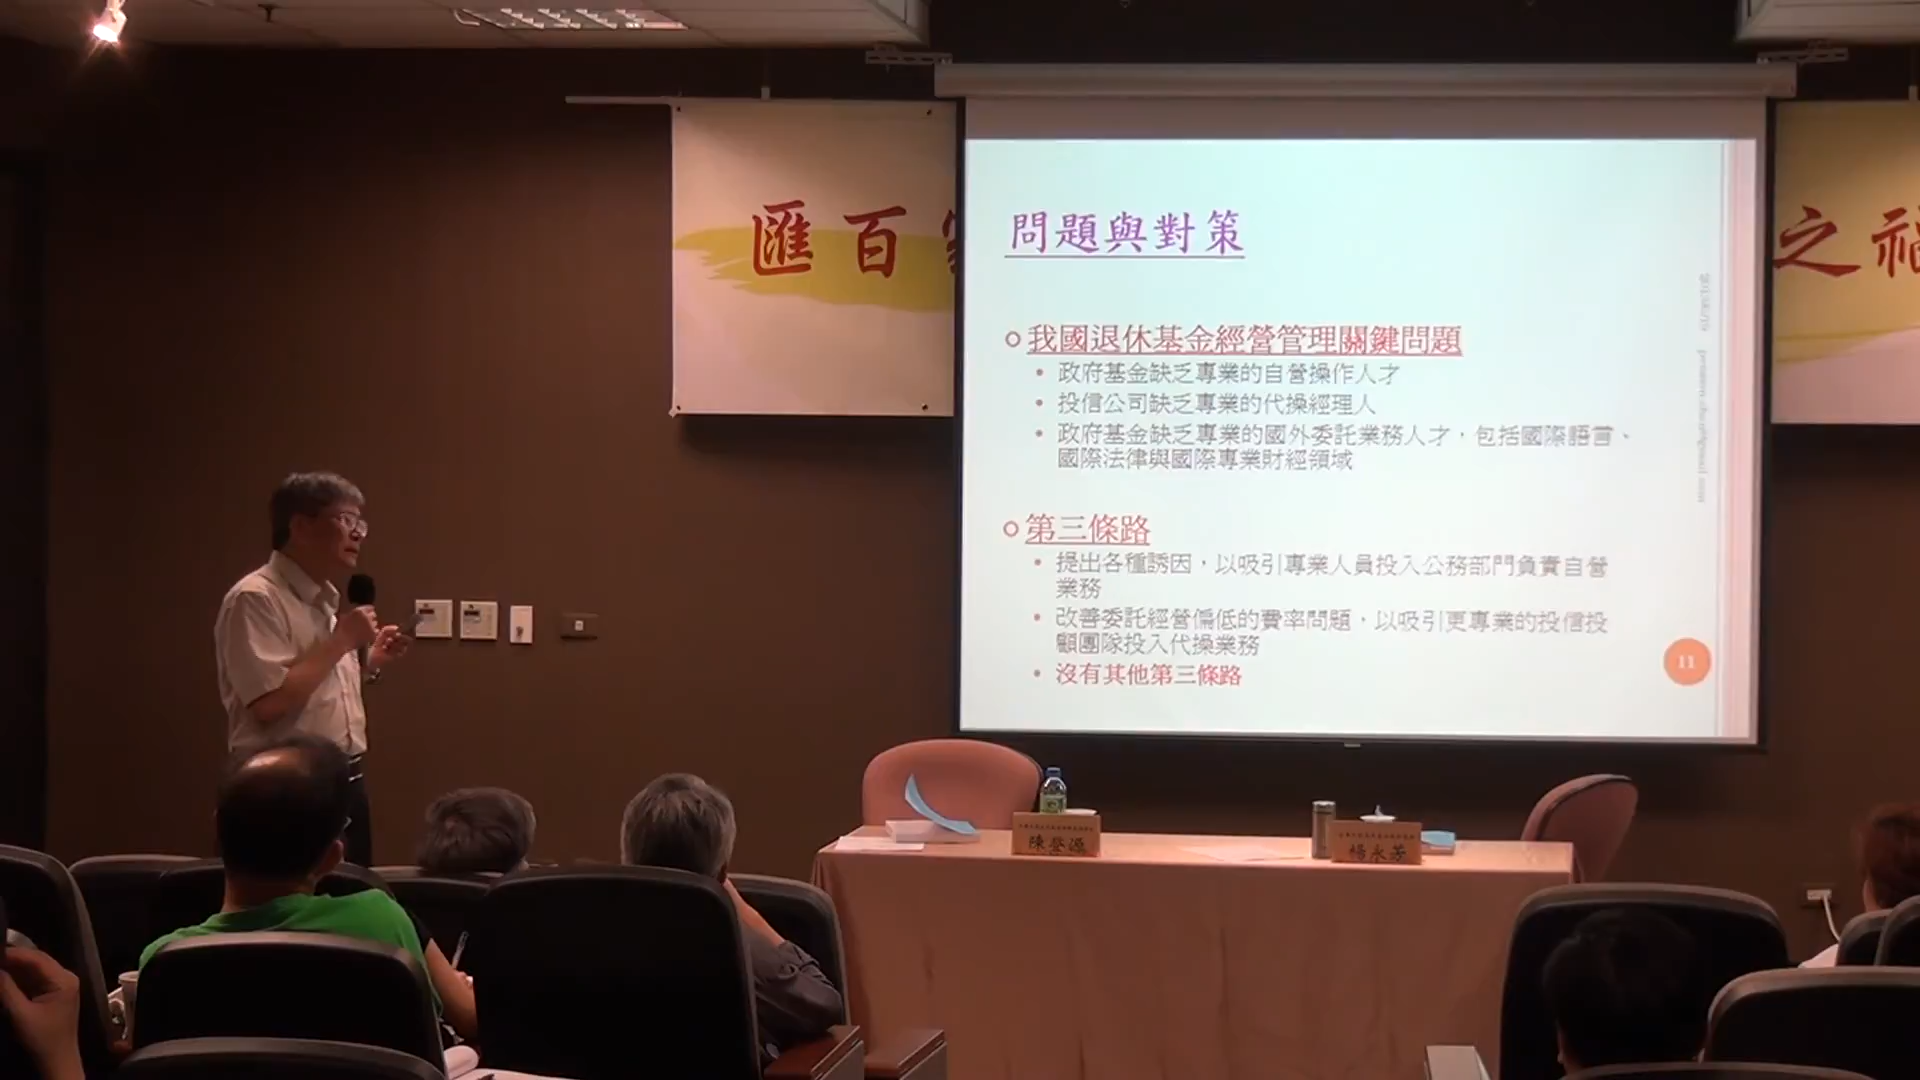 匯百
之福
問題與對策
我國退休基金經營管理關鍵問題
政府基金缺乏專業的自營操作人才
投信公司缺乏專業的代操經理人
政府基金缺乏專業的國外委託業務人才，包括國際語言、
國際法律與國際專業財經領域
第三條路
提出各種誘因，以吸引專業人員投入公務部門負責自營
業務
改善委託經營偏低的費率問題，以吸引更專業的投信投
顧團隊投入代操業務
沒有其他第三條路
11
陳登源
楊永芳